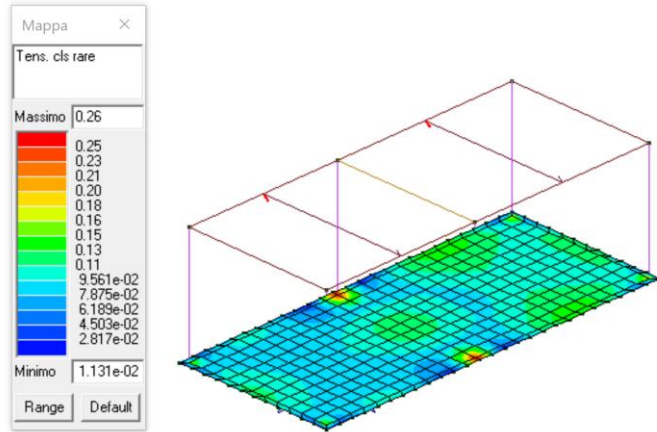 Mappa
Tens. cls rare
Massimo 0.26
0.25
0.23
0.21
0.20
0.18
0.16
0.15
0.13
0.11
9.561e-02
7.875e-02
6.189e-02
4.503e-02
2.817e-02
Minimo 1.131e-02
Range Default